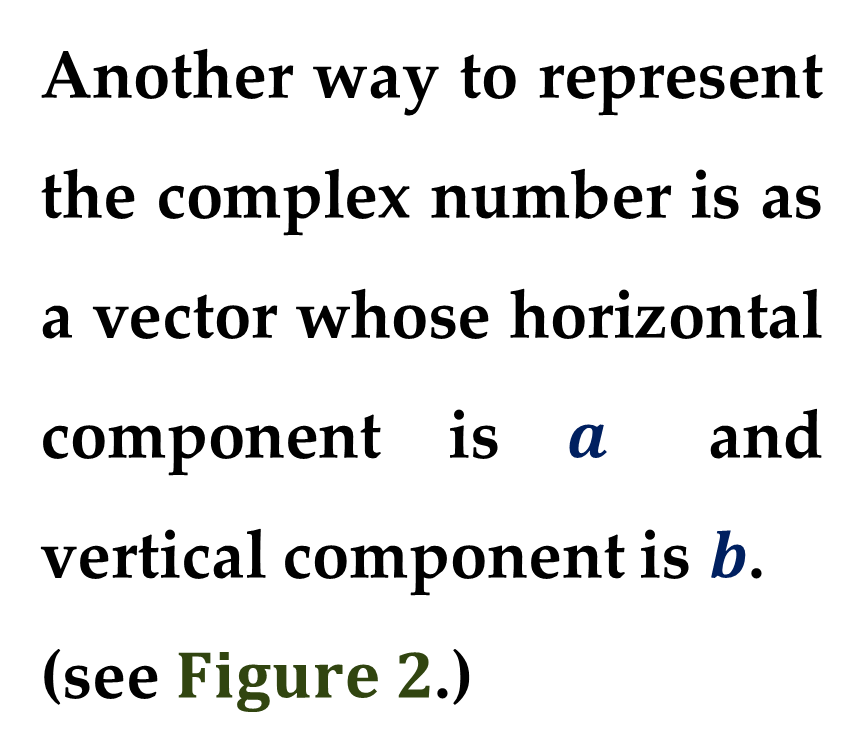 Another way to represent
the complex number is as
a vector whose horizontal
component is a and
vertical component is b.
(see Figure 2.)